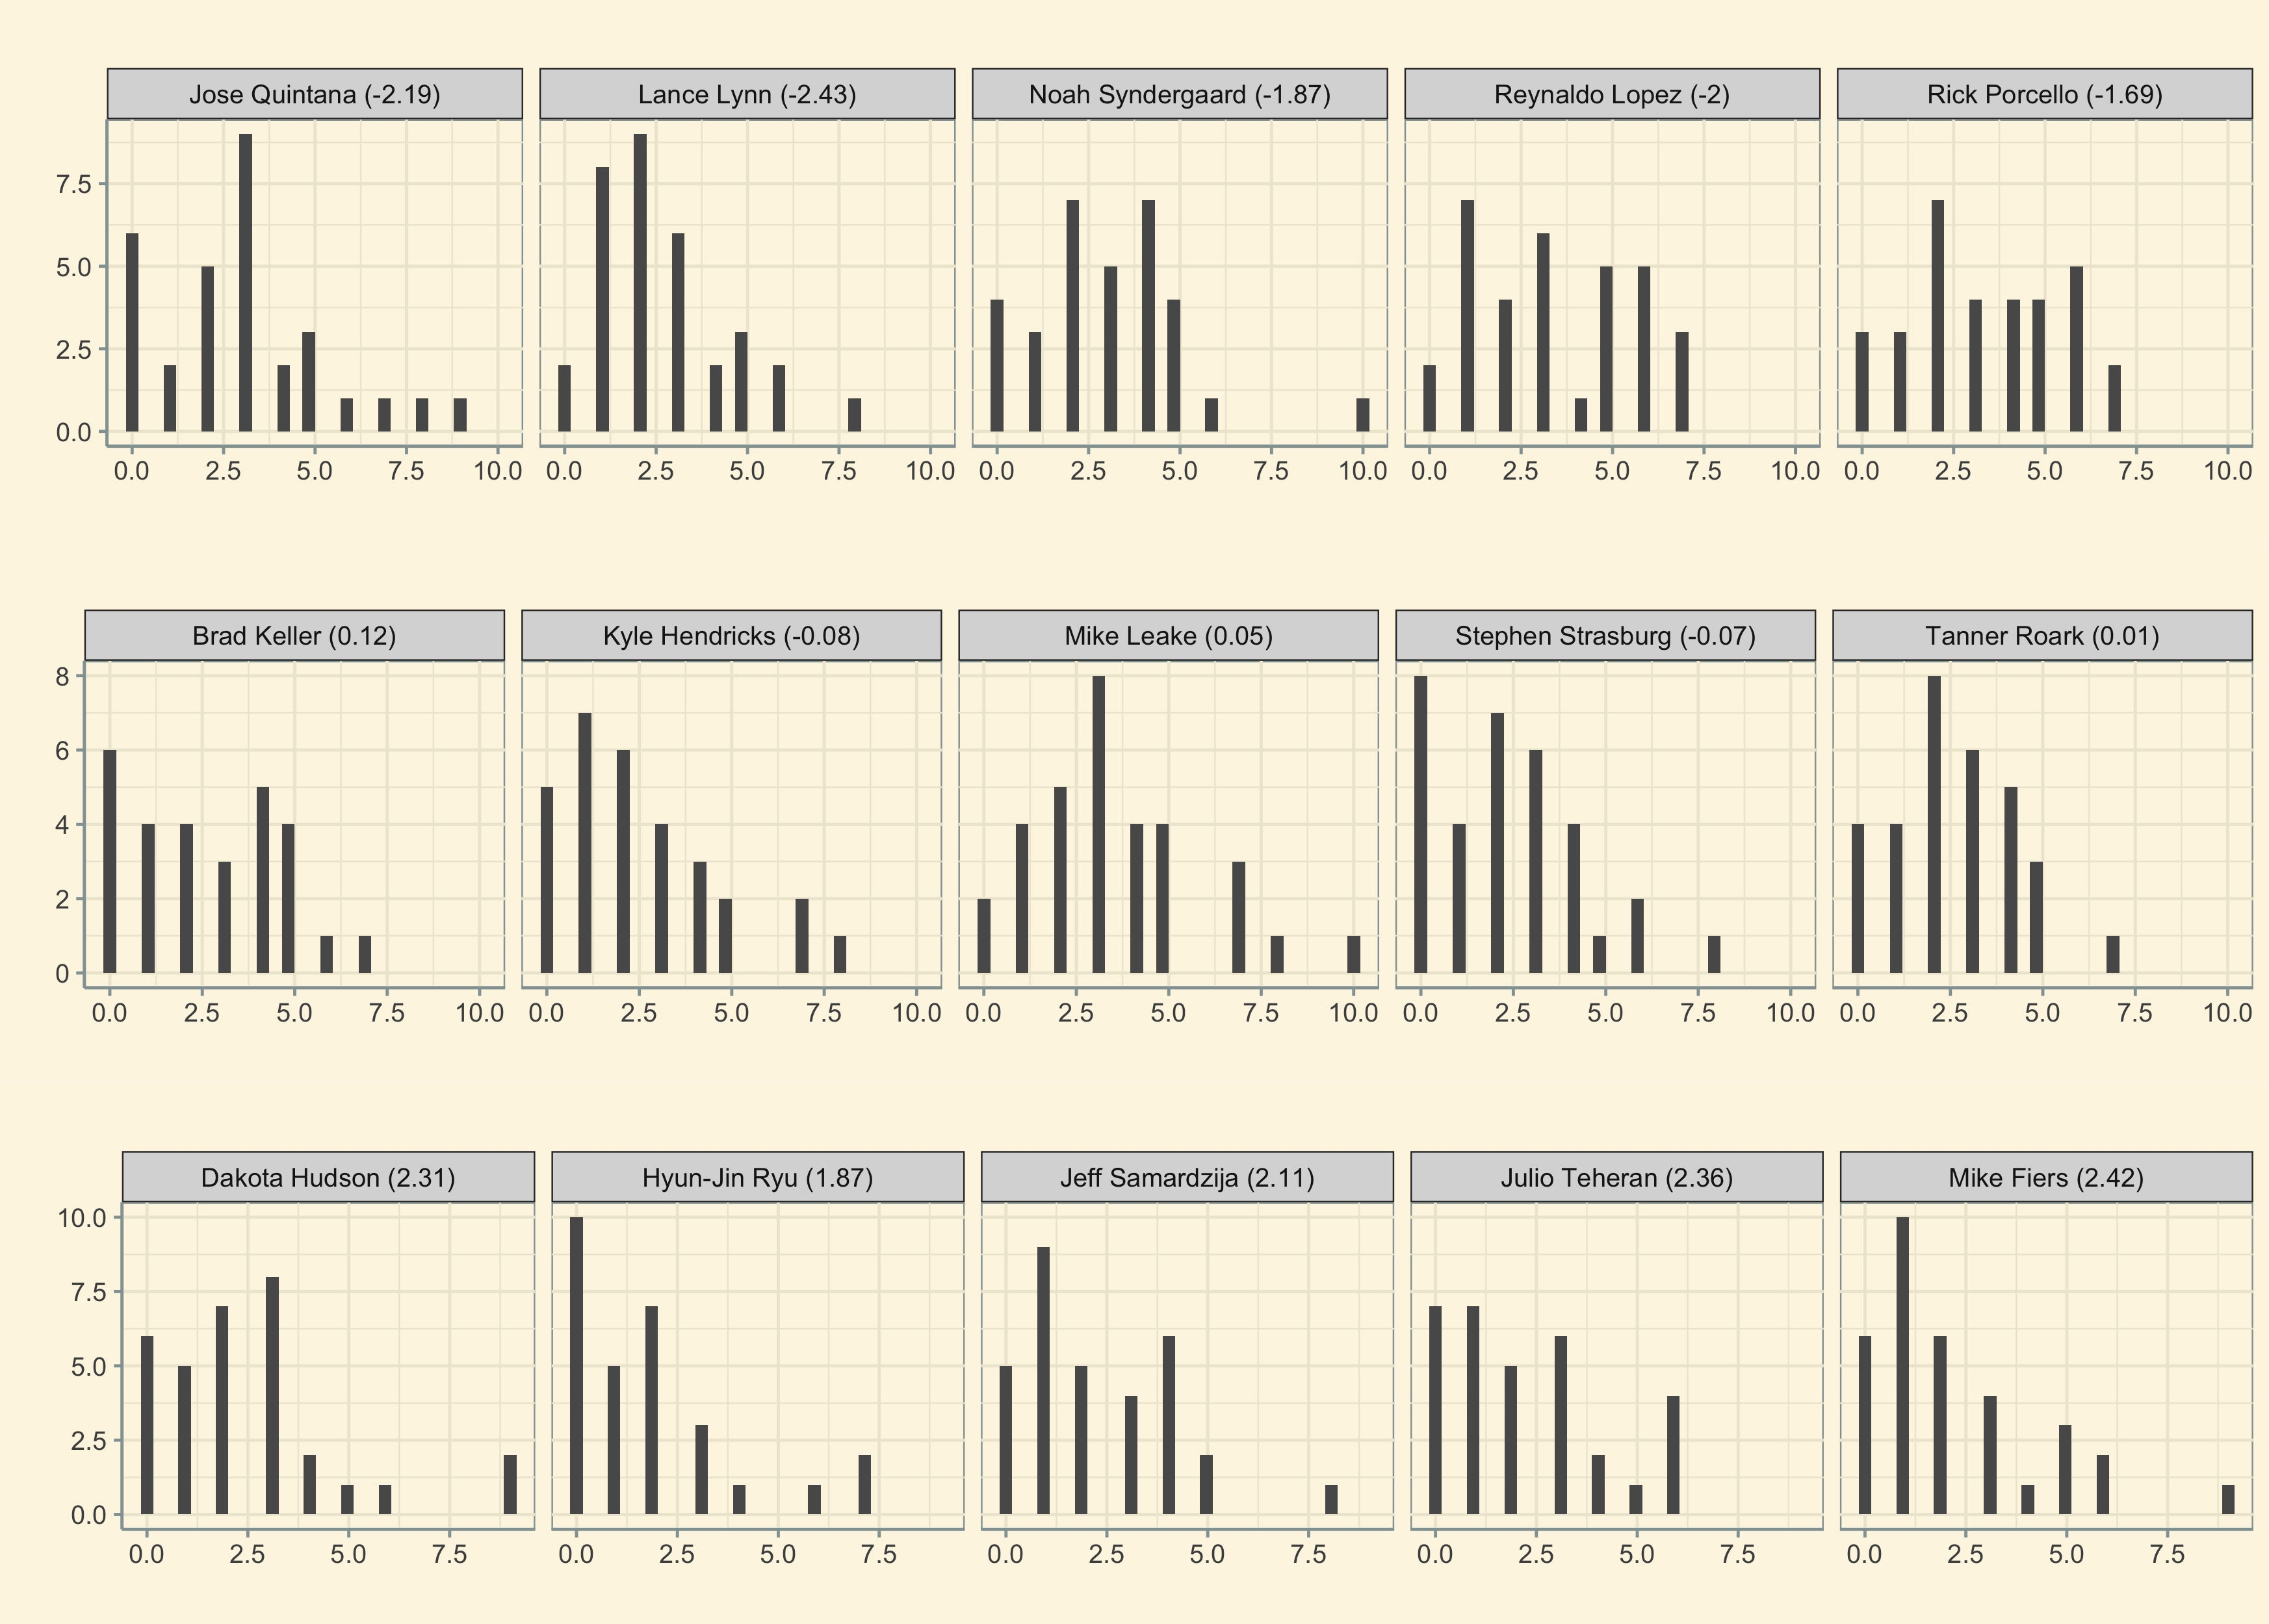 Jose Quintana (-2.19) Lance Lynn (-2.43) Noah Syndergaard (-1.87) Reynaldo Lopez (-2) Rick Porcello (-1.69)
7.5
5.0
2.5
0.0
0.0 2.5 5.0 7.5 10.0 0.0 2.5 5.0 7.5 10.0 0.0 2.5 5.0 7.5 10.0 0.0 2.5 5.0 7.5 10.0 0.0 2.5 5.0 7.5 10.0
Brad Keller (0.12) Kyle Hendricks (-0.08) Mike Leake (0.05) Stephen Strasburg (-0.07) Tanner Roark (0.01)
8
6
4
2
0
0.0 2.5 5.0 7.5 10.0 0.0 2.5 5.0 7.5 10.0 0.0 2.5 5.0 7.5 10.0 0.0 2.5 5.0 7.5 10.0 0.0 2.5 5.0 7.5 10.0
Dakota Hudson (2.31) Hyun-Jin Ryu (1.87) Jeff Samardzija (2.11) Julio Teheran (2.36) Mike Fiers (2.42)
10.0
7.5
5.0
2.5
0.0
0.0 2.5 5.0 7.5 0.0 2.5 5.0 7.5 0.0 2.5 5.0 7.5 0.0 2.5 5.0 7.5 0.0 2.5 5.0 7.5